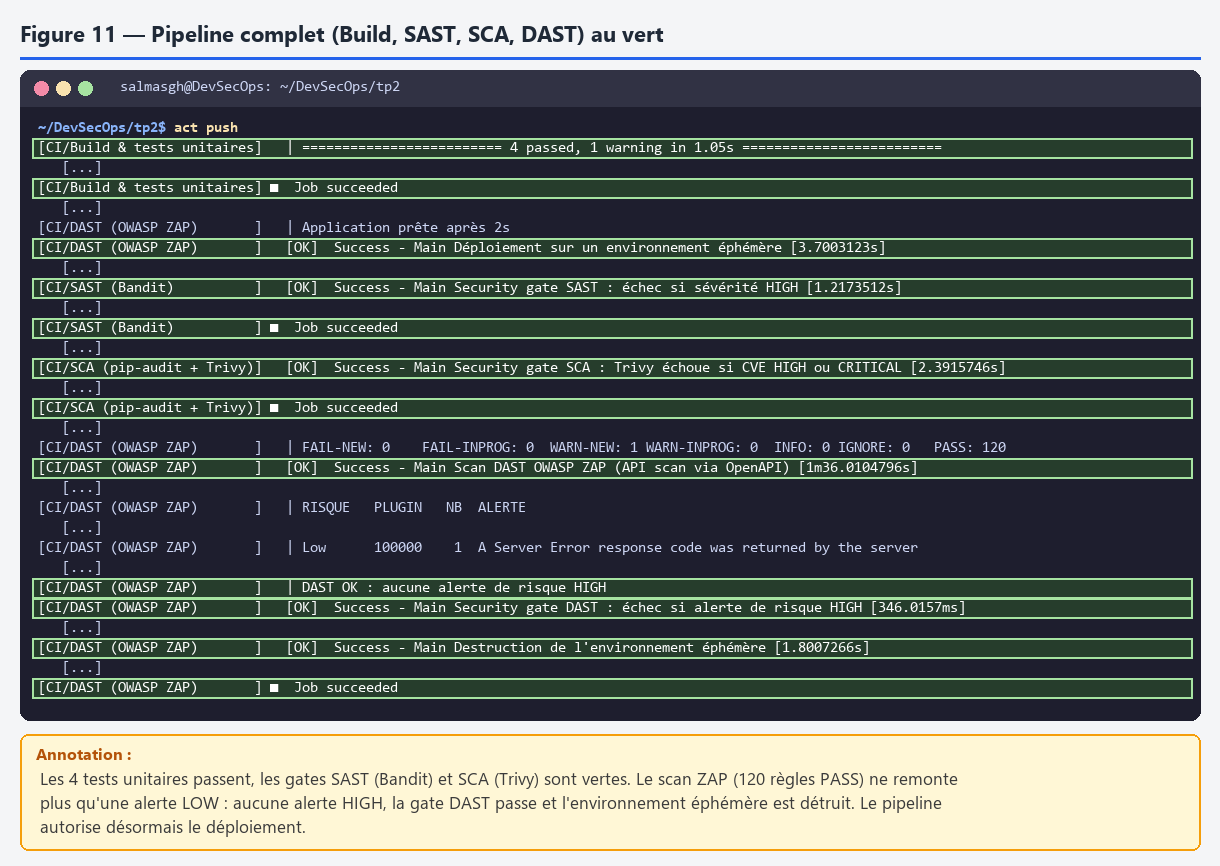 Figure 11 — Pipeline complet (Build, SAST, SCA, DAST) au vert
salmasgh@DevSecOps: ~/DevSecOps/tp2
~/DevSecOps/tp2$ act push
[CI/Build & tests unitaires]   | ========================= 4 passed, 1 warning in 1.05s =========================
[...]
[CI/Build & tests unitaires] ■  Job succeeded
[...]
[CI/DAST (OWASP ZAP)       ]   | Application prête après 2s
[CI/DAST (OWASP ZAP)       ]   [OK]  Success - Main Déploiement sur un environnement éphémère [3.7003123s]
[...]
[CI/SAST (Bandit)          ]   [OK]  Success - Main Security gate SAST : échec si sévérité HIGH [1.2173512s]
[...]
[CI/SAST (Bandit)          ] ■  Job succeeded
[...]
[CI/SCA (pip-audit + Trivy)]   [OK]  Success - Main Security gate SCA : Trivy échoue si CVE HIGH ou CRITICAL [2.3915746s]
[...]
[CI/SCA (pip-audit + Trivy)] ■  Job succeeded
[...]
[CI/DAST (OWASP ZAP)       ]   | FAIL-NEW: 0    FAIL-INPROG: 0  WARN-NEW: 1 WARN-INPROG: 0  INFO: 0 IGNORE: 0   PASS: 120
[CI/DAST (OWASP ZAP)       ]   [OK]  Success - Main Scan DAST OWASP ZAP (API scan via OpenAPI) [1m36.0104796s]
[...]
[CI/DAST (OWASP ZAP)       ]   | RISQUE   PLUGIN   NB  ALERTE
[...]
[CI/DAST (OWASP ZAP)       ]   | Low      100000    1  A Server Error response code was returned by the server
[...]
[CI/DAST (OWASP ZAP)       ]   | DAST OK : aucune alerte de risque HIGH
[CI/DAST (OWASP ZAP)       ]   [OK]  Success - Main Security gate DAST : échec si alerte de risque HIGH [346.0157ms]
[...]
[CI/DAST (OWASP ZAP)       ]   [OK]  Success - Main Destruction de l'environnement éphémère [1.8007266s]
[...]
[CI/DAST (OWASP ZAP)       ] ■  Job succeeded
Annotation :
Les 4 tests unitaires passent, les gates SAST (Bandit) et SCA (Trivy) sont vertes. Le scan ZAP (120 règles PASS) ne remonte
plus qu'une alerte LOW : aucune alerte HIGH, la gate DAST passe et l'environnement éphémère est détruit. Le pipeline
autorise désormais le déploiement.